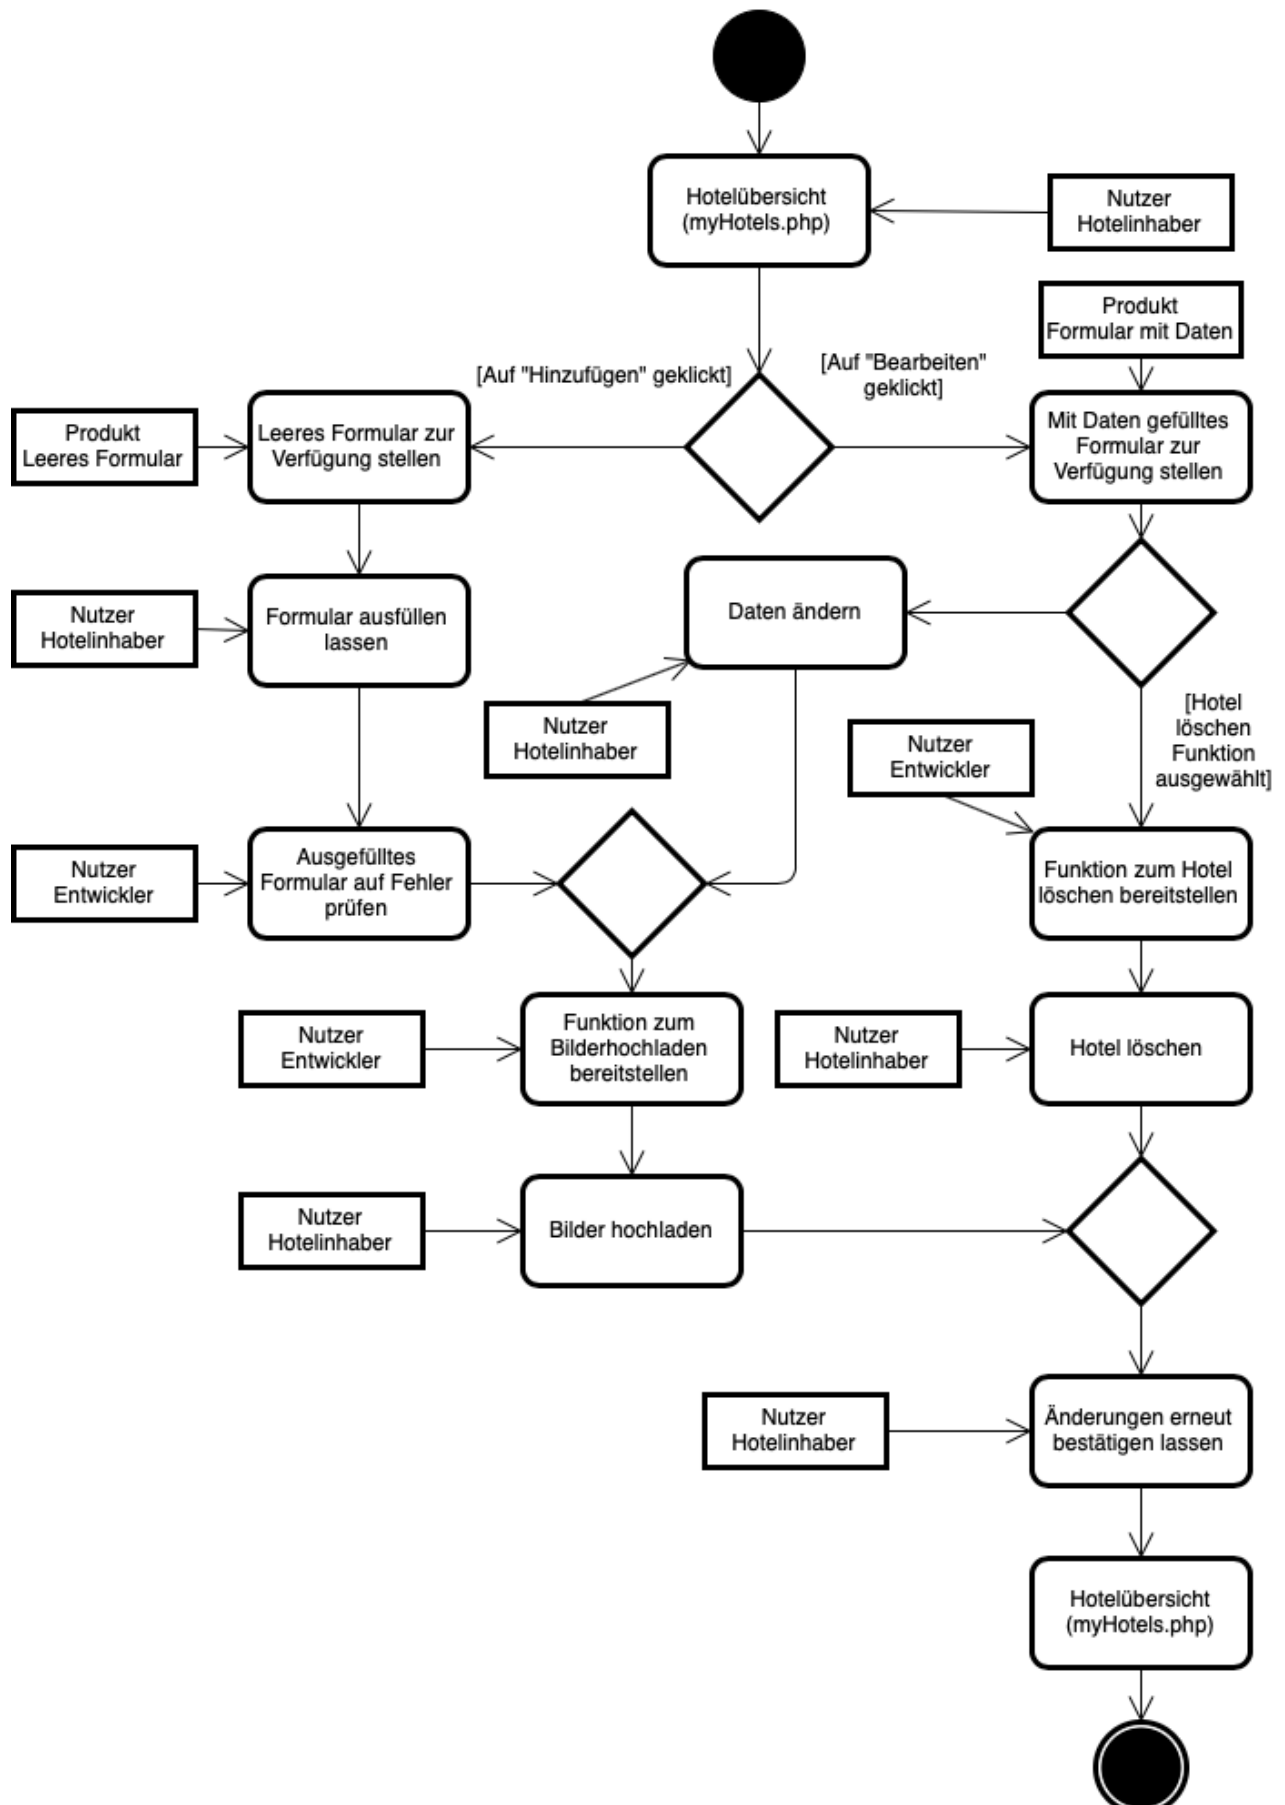 Hotelübersicht
(myHotels.php)
Nutzer
Hotelinhaber
Produkt
Formular mit Daten
[Auf "Hinzufügen" geklickt]
[Auf "Bearbeiten"
geklickt]
Produkt
Leeres Formular
Leeres Formular zur
Verfügung stellen
Mit Daten gefülltes
Formular zur
Verfügung stellen
Nutzer
Hotelinhaber
Formular ausfüllen
lassen
Daten ändern
Nutzer
Hotelinhaber
Nutzer
Entwickler
[Hotel
löschen
Funktion
ausgewählt]
Nutzer
Entwickler
Ausgefülltes
Formular auf Fehler
prüfen
Funktion zum Hotel
löschen bereitstellen
Nutzer
Entwickler
Funktion zum
Bilderhochladen
bereitstellen
Nutzer
Hotelinhaber
Hotel löschen
Nutzer
Hotelinhaber
Bilder hochladen
Nutzer
Hotelinhaber
Änderungen erneut
bestätigen lassen
Hotelübersicht
(myHotels.php)